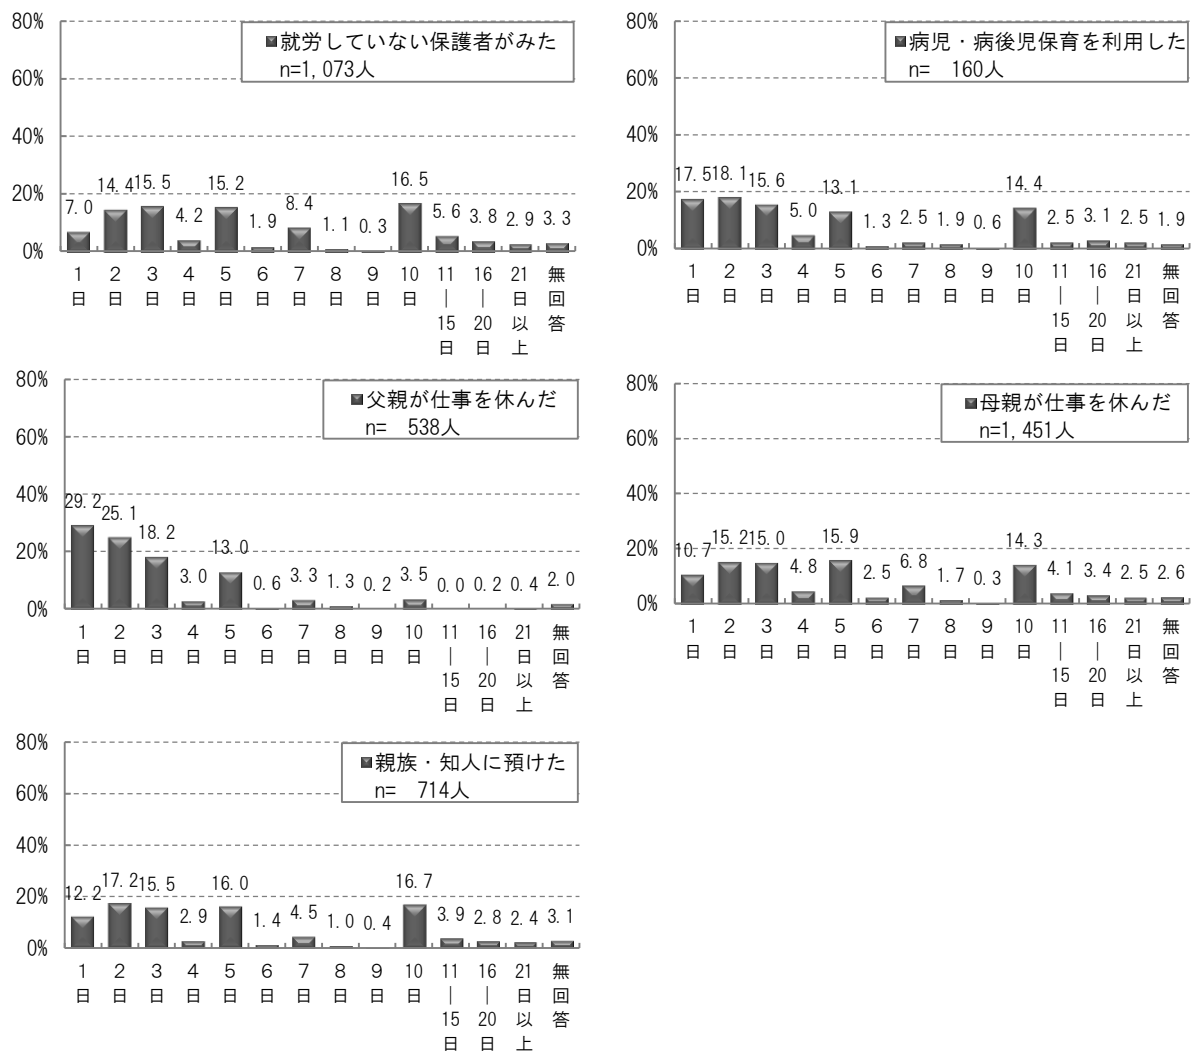 80%
60%
40%
20%
0%
就労していない保護者がみた
n=1,073人
7.0 14.4 15.5 4.2 15.2 1.9 8.4 1.1 0.3 16.5 5.6 3.8 2.9 3.3
1日 2日 3日 4日 5日 6日 7日 8日 9日 10日 11｜15日 16｜20日 21日以上 無回答
80%
60%
40%
20%
0%
病児・病後児保育を利用した
n= 160人
17.5 18.1 15.6 5.0 13.1 1.3 2.5 1.9 0.6 14.4 2.5 3.1 2.5 1.9
1日 2日 3日 4日 5日 6日 7日 8日 9日 10日 11｜15日 16｜20日 21日以上 無回答
80%
60%
40%
20%
0%
父親が仕事を休んだ
n= 538人
29.2 25.1 18.2 3.0 13.0 0.6 3.3 1.3 0.2 3.5 0.0 0.2 0.4 2.0
1日 2日 3日 4日 5日 6日 7日 8日 9日 10日 11｜15日 16｜20日 21日以上 無回答
80%
60%
40%
20%
0%
母親が仕事を休んだ
n=1,451人
10.7 15.2 15.0 4.8 15.9 2.5 6.8 1.7 0.3 14.3 4.1 3.4 2.5 2.6
1日 2日 3日 4日 5日 6日 7日 8日 9日 10日 11｜15日 16｜20日 21日以上 無回答
80%
60%
40%
20%
0%
親族・知人に預けた
n= 714人
12.2 17.2 15.5 2.9 16.0 1.4 4.5 1.0 0.4 16.7 3.9 2.8 2.4 3.1
1日 2日 3日 4日 5日 6日 7日 8日 9日 10日 11｜15日 16｜20日 21日以上 無回答